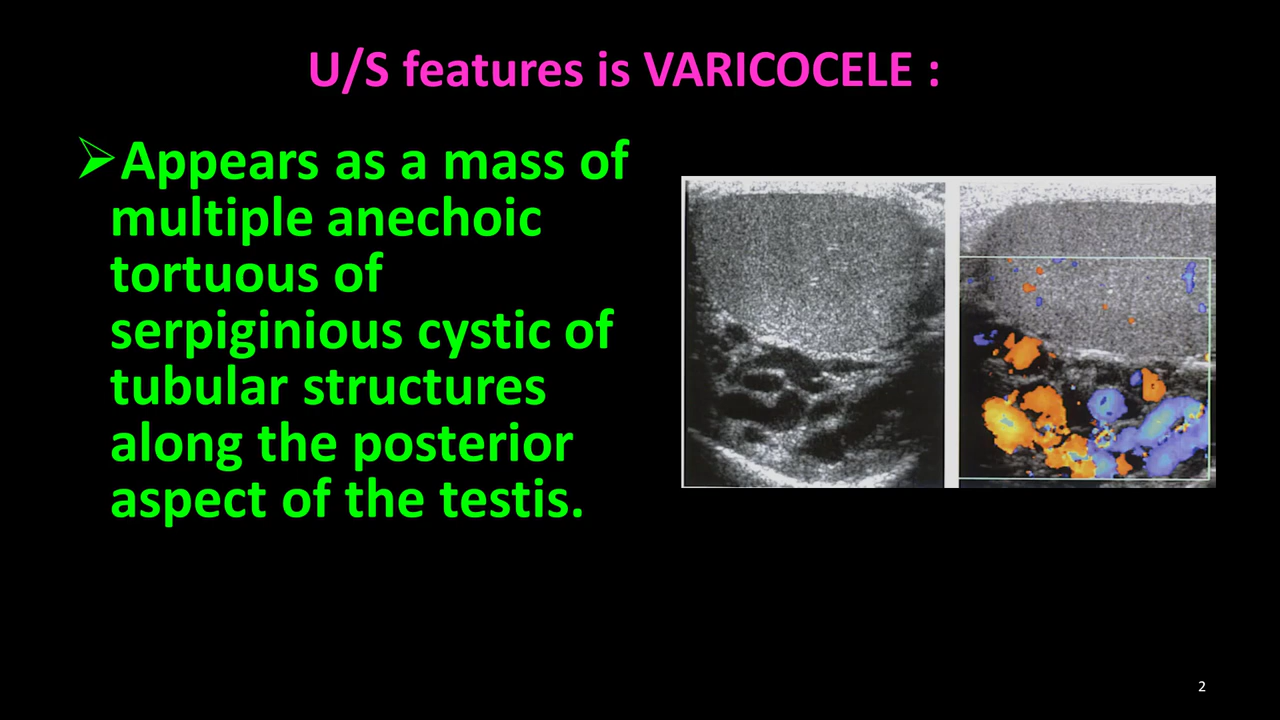 U/S features is VARICOCELE :
➢Appears as a mass of
multiple anechoic
tortuous of
serpiginious cystic of
tubular structures
along the posterior
aspect of the testis.
2